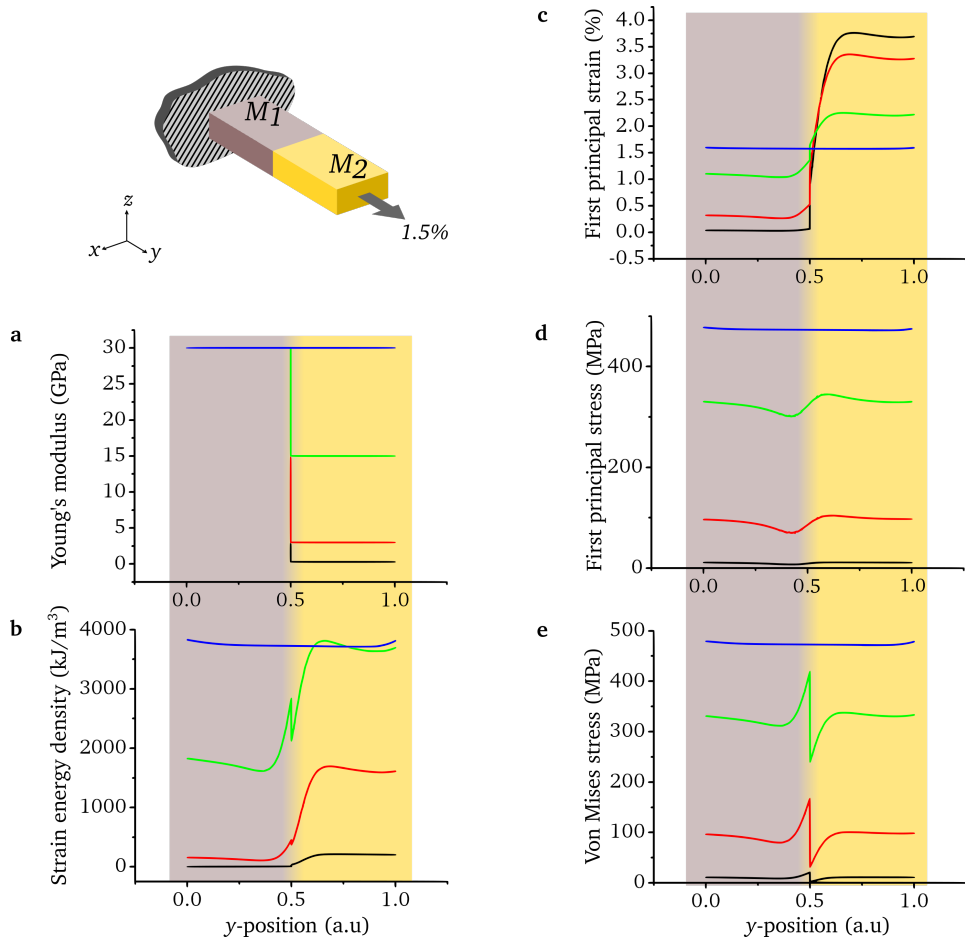 M1
M2
1.5%
z
x
y
a
Young's modulus (GPa)
30
25
20
15
10
5
0
0.0
0.5
1.0
b
Strain energy density (kJ/m³)
4000
3000
2000
1000
0
0.0
0.5
1.0
y-position (a.u)
c
First principal strain (%)
4.0
3.5
3.0
2.5
2.0
1.5
1.0
0.5
0.0
-0.5
0.0
0.5
1.0
d
First principal stress (MPa)
400
200
0
0.0
0.5
1.0
e
Von Mises stress (MPa)
500
400
300
200
100
0
0.0
0.5
1.0
y-position (a.u)